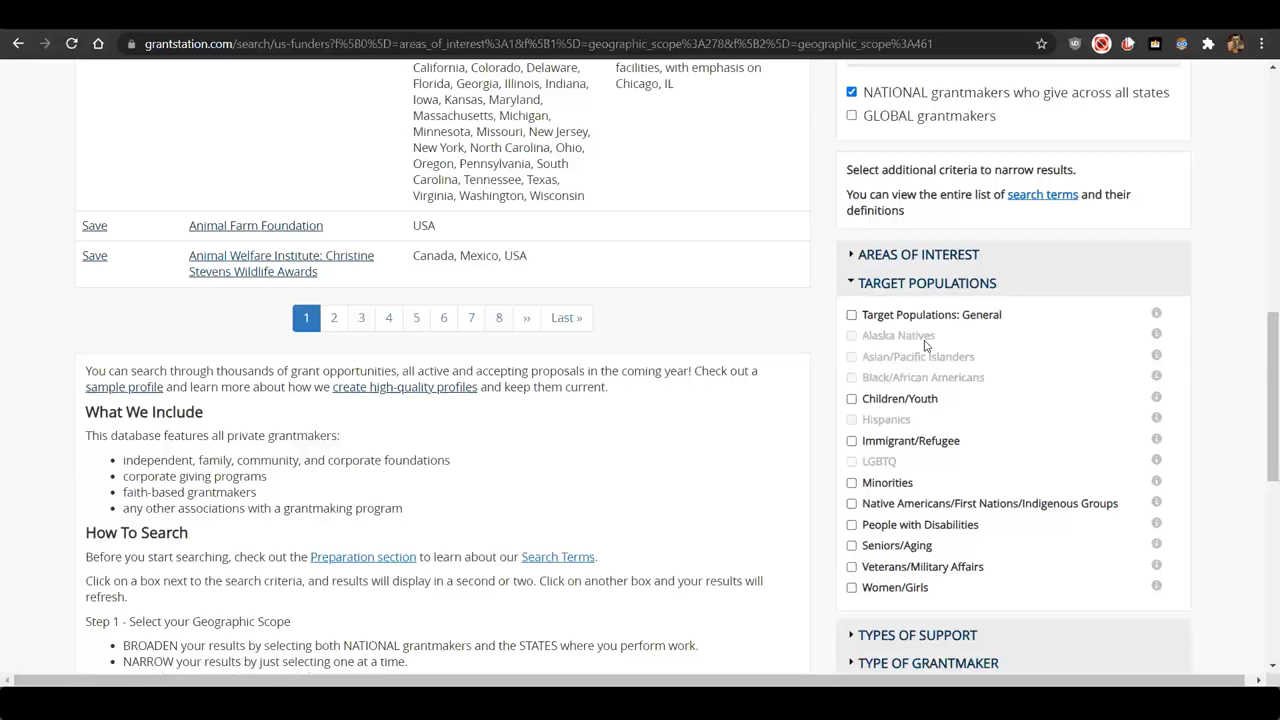 grantstation.com/search/us-funders?f%5B0%5D=areas_of_interest%3A1&f%5B1%5D=geographic_scope%3A278&f%5B2%5D=geographic_scope%3A461
California, Colorado, Delaware,
Florida, Georgia, Illinois, Indiana,
Iowa, Kansas, Maryland,
Massachusetts, Michigan,
Minnesota, Missouri, New Jersey,
New York, North Carolina, Ohio,
Oregon, Pennsylvania, South
Carolina, Tennessee, Texas,
Virginia, Washington, Wisconsin
facilities, with emphasis on
Chicago, IL
Save Animal Farm Foundation USA
Save Animal Welfare Institute: Christine Canada, Mexico, USA
Stevens Wildlife Awards
1 2 3 4 5 6 7 8 ›› Last »
You can search through thousands of grant opportunities, all active and accepting proposals in the coming year! Check out a
sample profile and learn more about how we create high-quality profiles and keep them current.
What We Include
This database features all private grantmakers:
• independent, family, community, and corporate foundations
• corporate giving programs
• faith-based grantmakers
• any other associations with a grantmaking program
How To Search
Before you start searching, check out the Preparation section to learn about our Search Terms.
Click on a box next to the search criteria, and results will display in a second or two. Click on another box and your results will
refresh.
Step 1 - Select your Geographic Scope
• BROADEN your results by selecting both NATIONAL grantmakers and the STATES where you perform work.
• NARROW your results by just selecting one at a time.
NATIONAL grantmakers who give across all states
GLOBAL grantmakers
Select additional criteria to narrow results.
You can view the entire list of search terms and their
definitions
AREAS OF INTEREST
TARGET POPULATIONS
Target Populations: General
Alaska Natives
Asian/Pacific Islanders
Black/African Americans
Children/Youth
Hispanics
Immigrant/Refugee
LGBTQ
Minorities
Native Americans/First Nations/Indigenous Groups
People with Disabilities
Seniors/Aging
Veterans/Military Affairs
Women/Girls
TYPES OF SUPPORT
TYPE OF GRANTMAKER